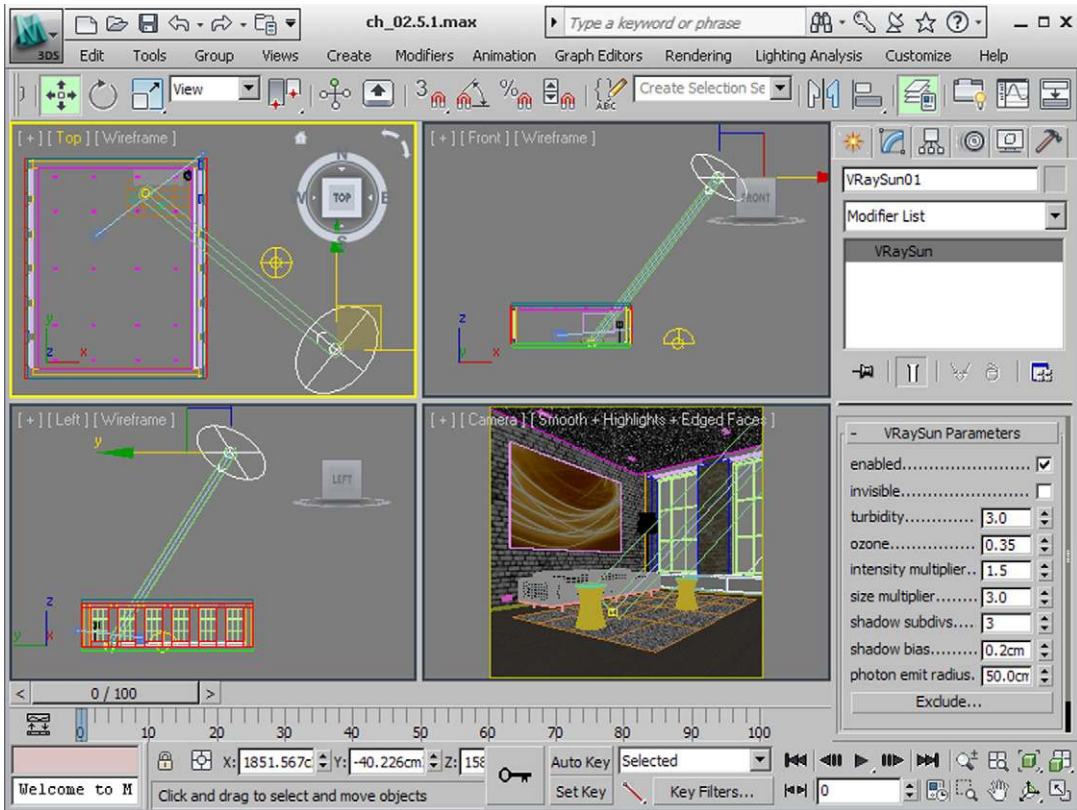 ch_02.5.1.max
Type a keyword or phrase
3DS Edit Tools Group Views Create Modifiers Animation Graph Editors Rendering Lighting Analysis Customize Help
View
3
%
ABC
Create Selection Se
[ + ] [ Top ] [ Wireframe ]
N
W TOP E
S
y
z x
[ + ] [ Front ] [ Wireframe ]
FRONT
z
y x
[ + ] [ Left ] [ Wireframe ]
y
LEFT
z
y x
[ + ] [ Camera ] [ Smooth + Highlights + Edged Faces ]
VRaySun01
Modifier List
VRaySun
- VRaySun Parameters
enabled
invisible
turbidity............. 3.0
ozone................. 0.35
intensity multiplier.. 1.5
size multiplier....... 3.0
shadow subdivs.... 3
shadow bias......... 0.2cm
photon emit radius. 50.0cm
Exclude...
< 0 / 100 >
0 10 20 30 40 50 60 70 80 90 100
X: 1851.567c Y: -40.226cm Z: 158
Auto Key Selected
Welcome to M
Click and drag to select and move objects
Set Key Key Filters... 0